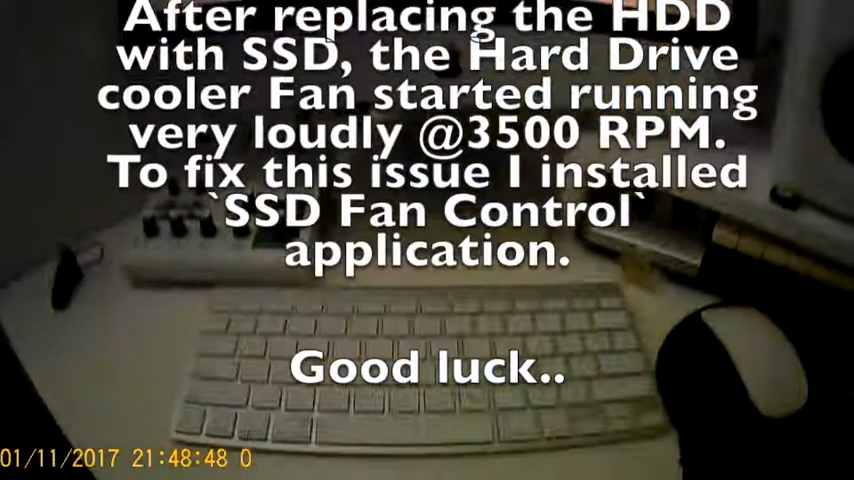 After replacing the HDD
with SSD, the Hard Drive
cooler Fan started running
very loudly @3500 RPM.
To fix this issue I installed
`SSD Fan Control`
application.
Good luck..
01/11/2017 21:48:48 0